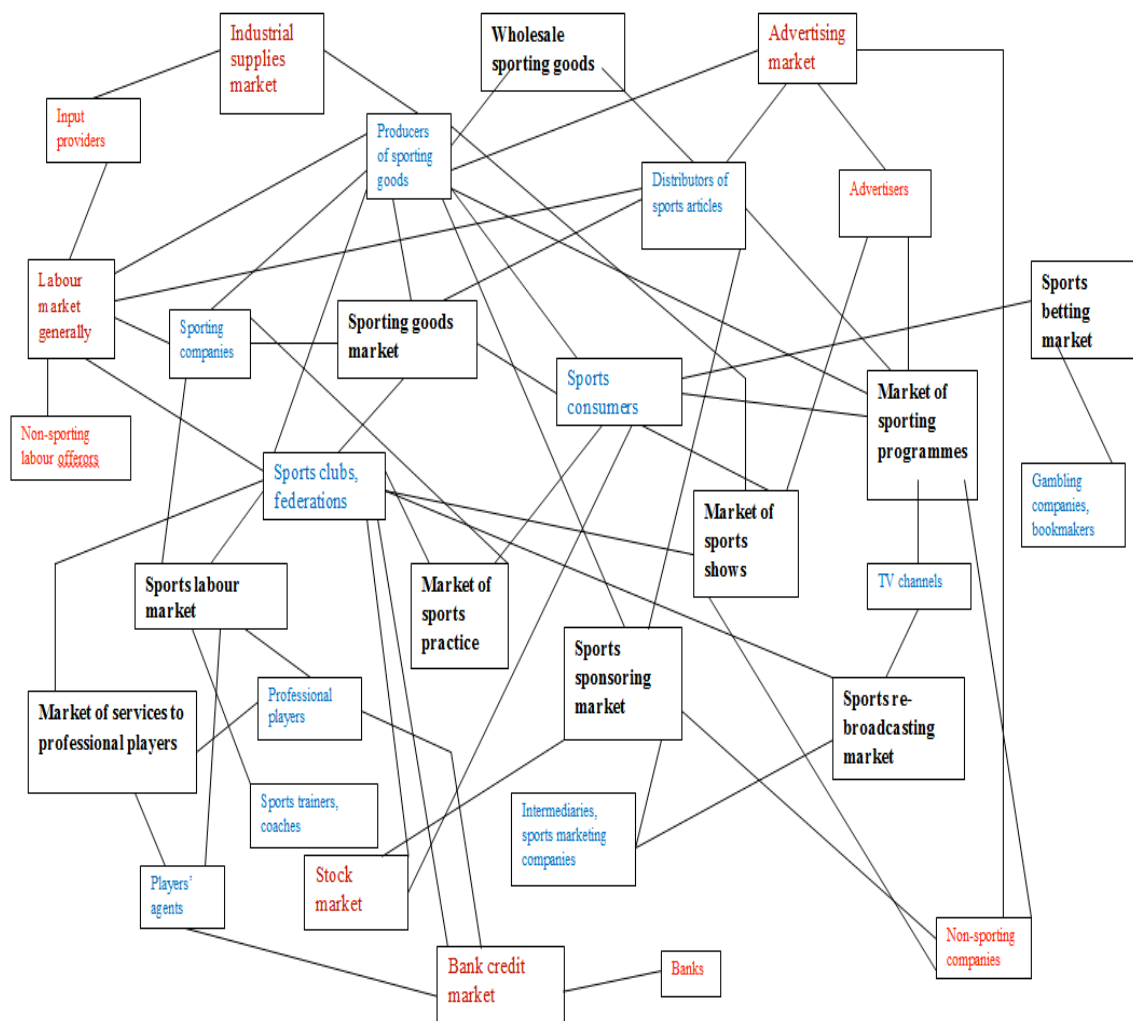 Industrial
supplies
market
Wholesale
sporting goods
Advertising
market
Input
providers
Producers
of sporting
goods
Distributors of
sports articles
Advertisers
Labour
market
generally
Sporting
companies
Sporting goods
market
Sports
betting
market
Sports
consumers
Market of
sporting
programmes
Non-sporting
labour offerors
Sports clubs,
federations
Gambling
companies,
bookmakers
Market of
sports
shows
Sports labour
market
Market of
sports
practice
TV channels
Sports
sponsoring
market
Market of services to
professional players
Professional
players
Sports re-
broadcasting
market
Sports trainers,
coaches
Intermediaries,
sports marketing
companies
Stock
market
Players’
agents
Non-sporting
companies
Bank credit
market
Banks